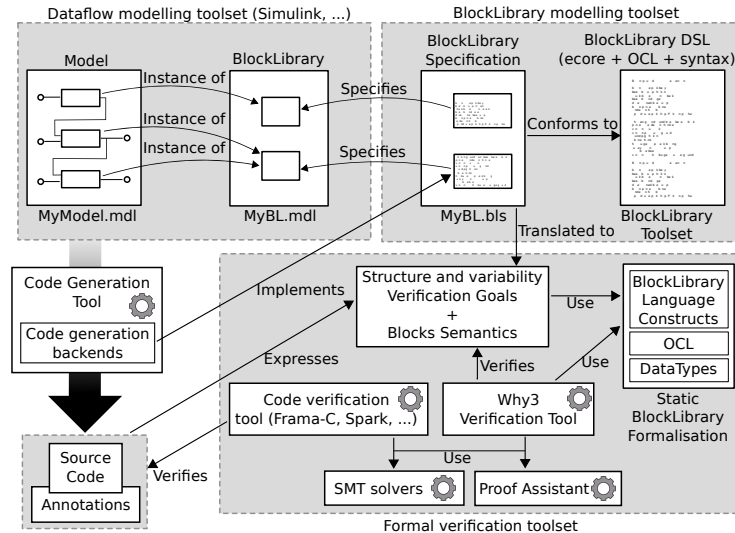 Dataflow modelling toolset (Simulink, ...)
BlockLibrary modelling toolset
Model
BlockLibrary
BlockLibrary
Specification
BlockLibrary DSL
(ecore + OCL + syntax)
Instance of
Instance of
Instance of
Specifies
Specifies
Conforms to
MyModel.mdl
MyBL.mdl
MyBL.bls
BlockLibrary
Toolset
Translated to
Code Generation
Tool
Code generation
backends
Implements
Expresses
Structure and variability
Verification Goals
+
Blocks Semantics
Use
BlockLibrary
Language
Constructs
OCL
DataTypes
Static
BlockLibrary
Formalisation
Verifies
Use
Code verification
tool (Frama-C, Spark, ...)
Why3
Verification Tool
Use
Source
Code
Annotations
Verifies
SMT solvers
Proof Assistant
Formal verification toolset